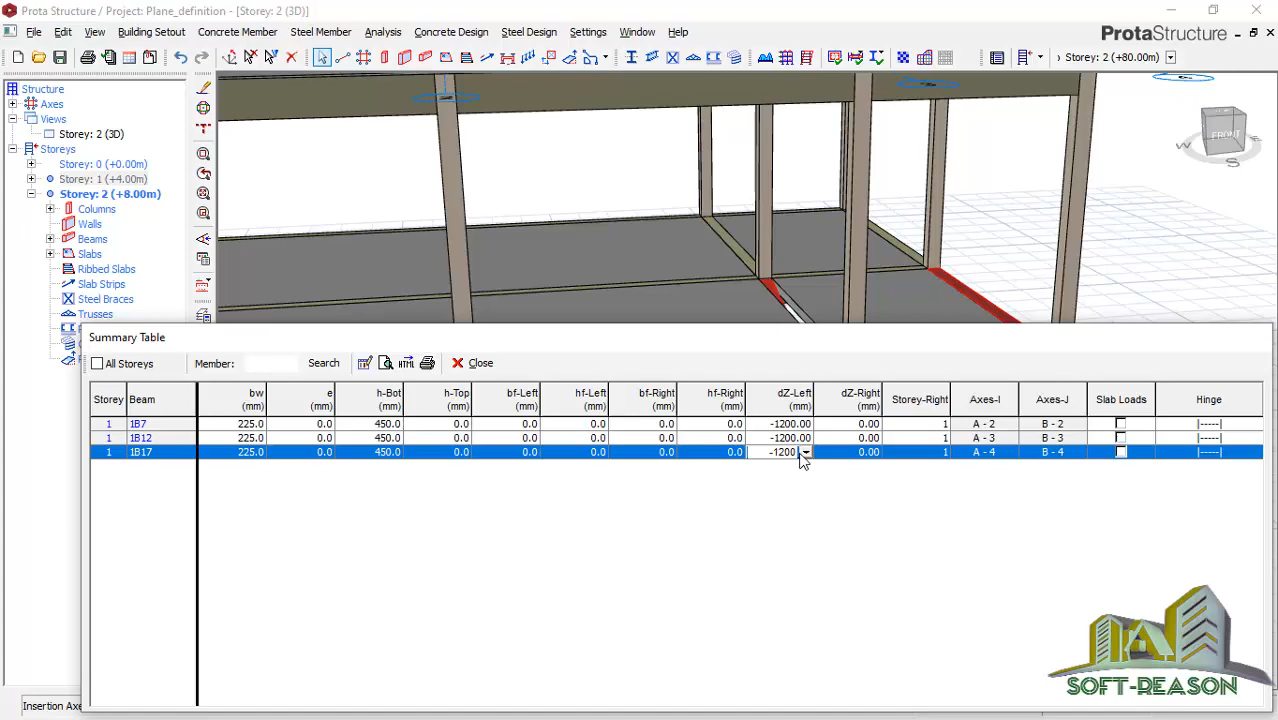 Prota Structure / Project: Plane_definition - [Storey: 2 (3D)]
File Edit View Building Setout Concrete Member Steel Member Analysis Concrete Design Steel Design Settings Window Help
ProtaStructure
Storey: 2 (+80.00m)
Structure
Axes
Views
Storey: 2 (3D)
Storeys
Storey: 0 (+0.00m)
Storey: 1 (+4.00m)
Storey: 2 (+8.00m)
Columns
Walls
Beams
Slabs
Ribbed Slabs
Slab Strips
Steel Braces
Trusses
FRONT
W
S
E
Summary Table
All Storeys Member: Search HTML Close
Storey Beam bw (mm) e (mm) h-Bot (mm) h-Top (mm) bf-Left (mm) hf-Left (mm) bf-Right (mm) hf-Right (mm) dZ-Left (mm) dZ-Right (mm) Storey-Right Axes-I Axes-J Slab Loads Hinge
1 1B7 225.0 0.0 450.0 0.0 0.0 0.0 0.0 0.0 -1200.00 0.00 1 A - 2 B - 2 |-----|
1 1B12 225.0 0.0 450.0 0.0 0.0 0.0 0.0 0.0 -1200.00 0.00 1 A - 3 B - 3 |-----|
1 1B17 225.0 0.0 450.0 0.0 0.0 0.0 0.0 0.0 -1200 0.00 1 A - 4 B - 4 |-----|
SOFT-REASON
Insertion Axe